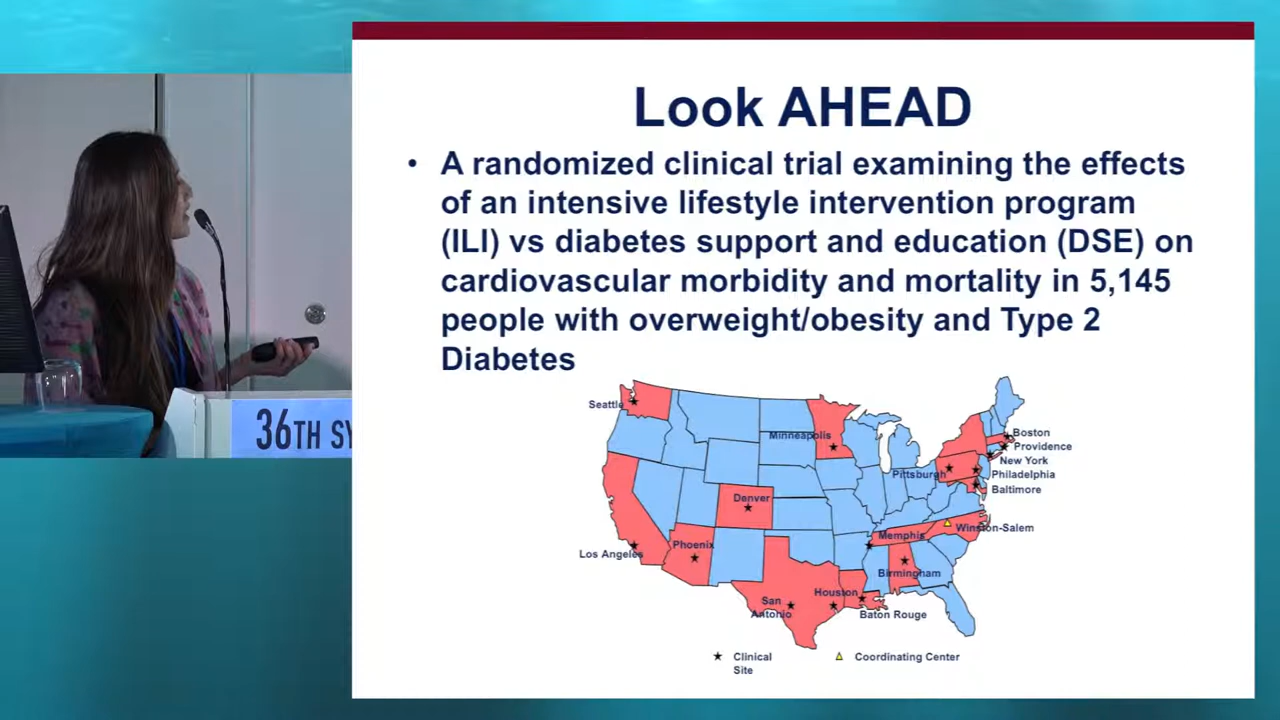 Look AHEAD
• A randomized clinical trial examining the effects
of an intensive lifestyle intervention program
(ILI) vs diabetes support and education (DSE) on
cardiovascular morbidity and mortality in 5,145
people with overweight/obesity and Type 2
Diabetes
Seattle
Minneapolis
Boston
Providence
New York
Pittsburgh
Philadelphia
Baltimore
Denver
Winston-Salem
Memphis
Los Angeles
Phoenix
Birmingham
Houston
San
Antonio
Baton Rouge
Clinical
Site
Coordinating Center
36TH SY